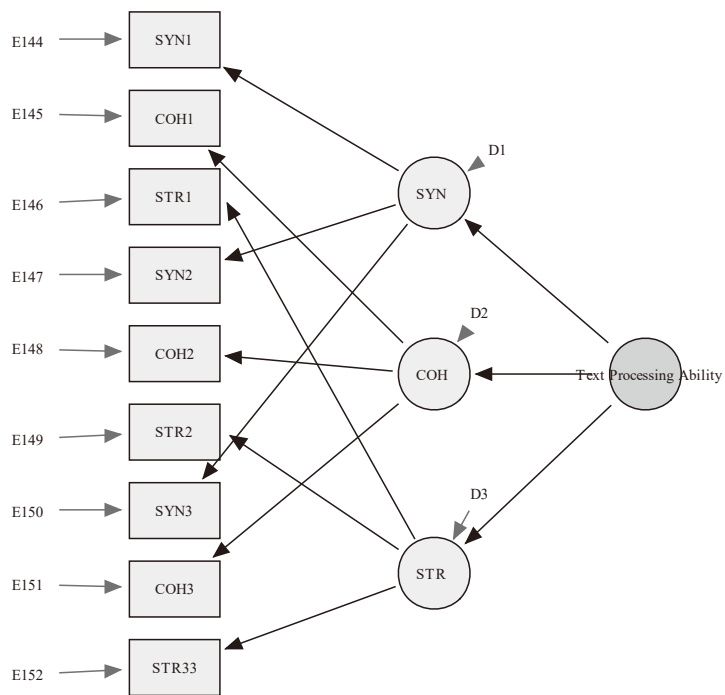 E144
SYN1
E145
COH1
E146
STR1
E147
SYN2
E148
COH2
E149
STR2
E150
SYN3
E151
COH3
E152
STR33
D1
SYN
D2
COH
D3
STR
Text Processing Ability